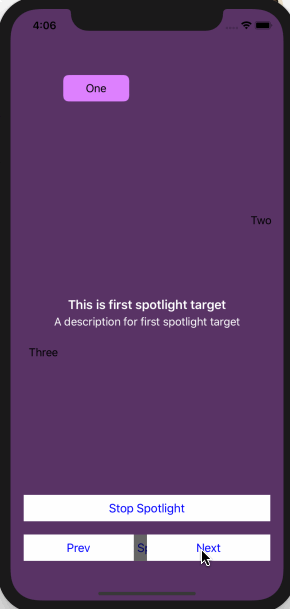 4:06
One
Two
This is first spotlight target
A description for first spotlight target
Three
Stop Spotlight
Prev
Next